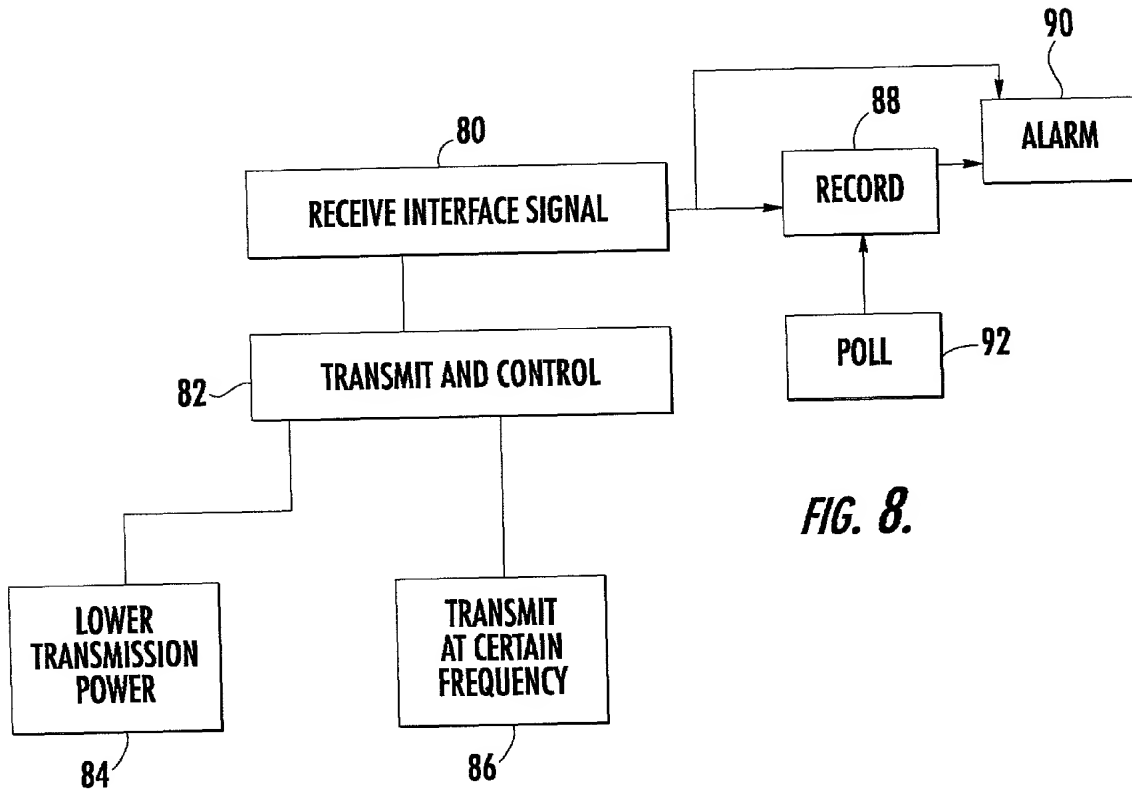 90
ALARM
88
RECORD
80
RECEIVE INTERFACE SIGNAL
POLL
92
82
TRANSMIT AND CONTROL
FIG. 8.
LOWER
TRANSMISSION
POWER
84
TRANSMIT
AT CERTAIN
FREQUENCY
86